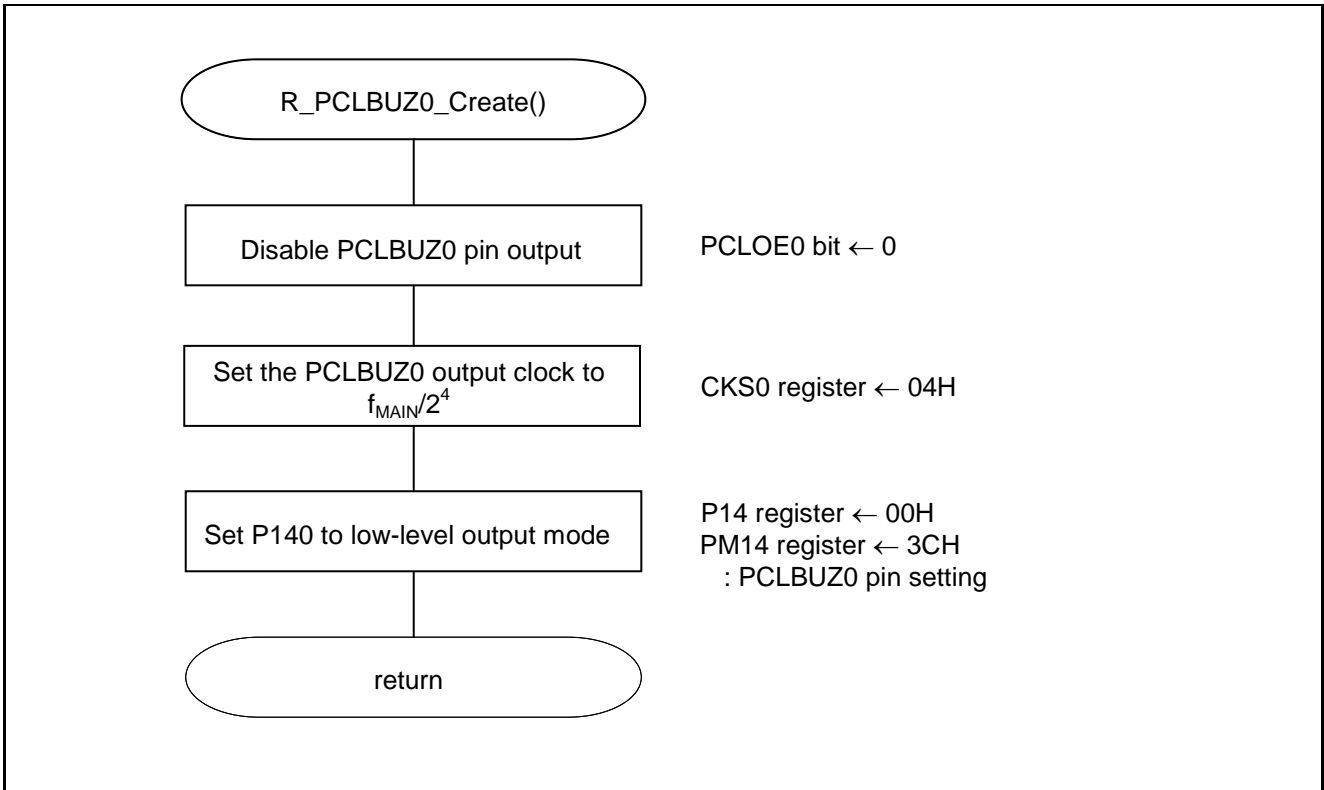 R_PCLBUZ0_Create()
Disable PCLBUZ0 pin output
PCLOE0 bit ← 0
Set the PCLBUZ0 output clock to
fMAIN/2⁴
CKS0 register ← 04H
Set P140 to low-level output mode
P14 register ← 00H
PM14 register ← 3CH
: PCLBUZ0 pin setting
return